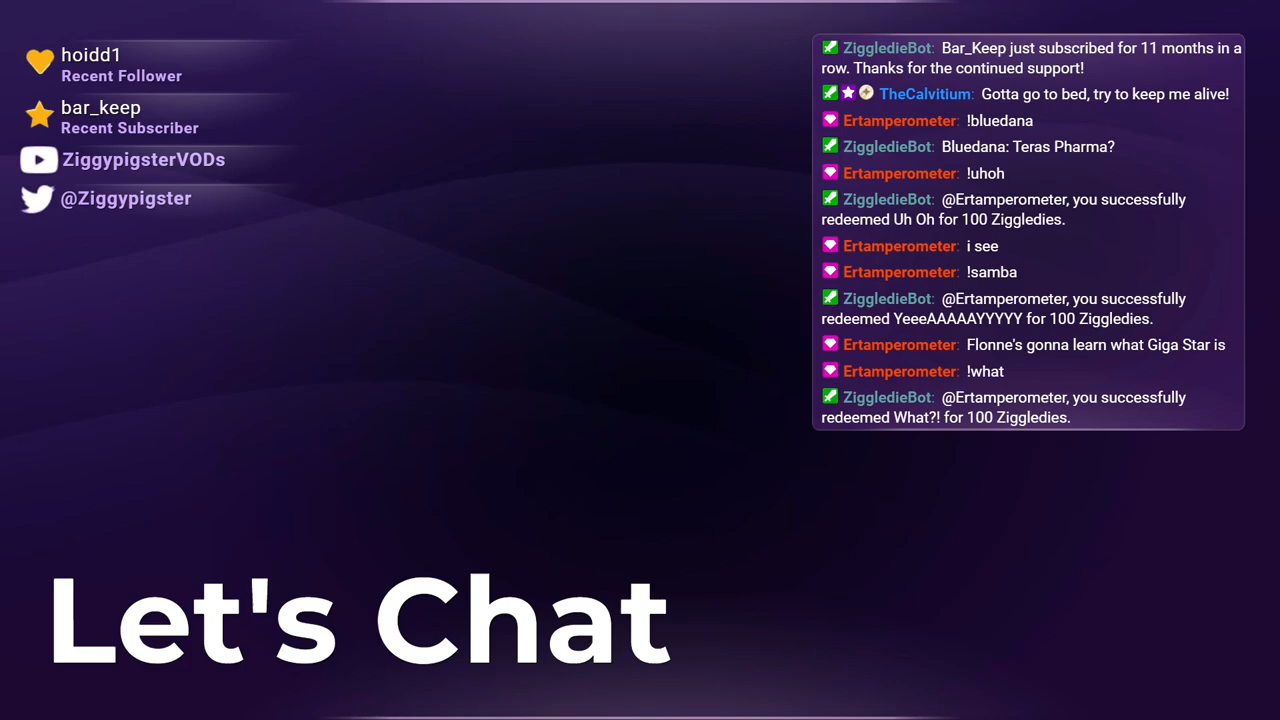 hoidd1
Recent Follower
bar_keep
Recent Subscriber
ZiggypigsterVODs
@Ziggypigster
ZiggledieBot: Bar_Keep just subscribed for 11 months in a
row. Thanks for the continued support!
TheCalvitium: Gotta go to bed, try to keep me alive!
Ertamperometer: !bluedana
ZiggledieBot: Bluedana: Teras Pharma?
Ertamperometer: !uhoh
ZiggledieBot: @Ertamperometer, you successfully
redeemed Uh Oh for 100 Ziggledies.
Ertamperometer: i see
Ertamperometer: !samba
ZiggledieBot: @Ertamperometer, you successfully
redeemed YeeeAAAAAYYYYY for 100 Ziggledies.
Ertamperometer: Flonne's gonna learn what Giga Star is
Ertamperometer: !what
ZiggledieBot: @Ertamperometer, you successfully
redeemed What?! for 100 Ziggledies.
Let's Chat